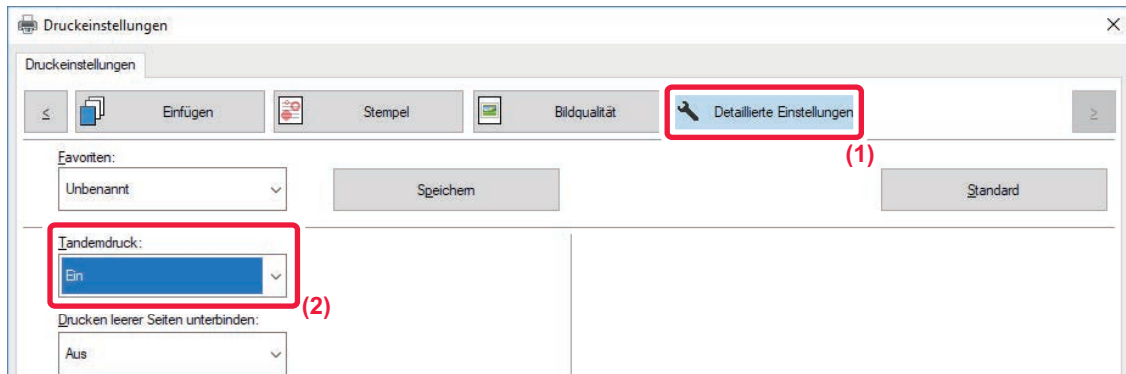 Druckeinstellungen
Druckeinstellungen
< Einfügen Stempel Bildqualität Detaillierte Einstellungen >
(1)
Favoriten:
Unbenannt Speichern Standard
Tandemdruck:
Ein
(2)
Drucken leerer Seiten unterbinden:
Aus